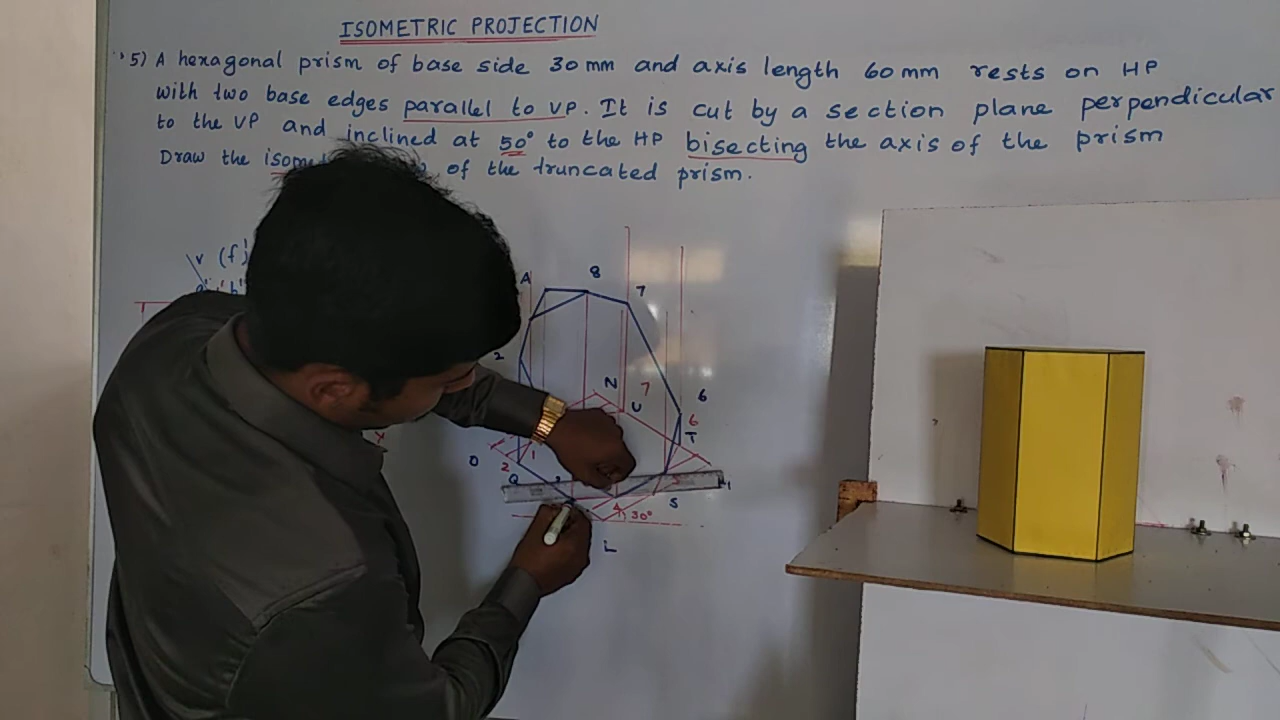 ISOMETRIC PROJECTION
5) A hexagonal prism of base side 30 mm and axis length 60 mm rests on HP
with two base edges parallel to VP. It is cut by a section plane perpendicular
to the VP and inclined at 50° to the HP bisecting the axis of the prism
Draw the of the truncated prism.
A 8 7
2
N 7 U
6
6
T
O 2 1
Q
S
4 30°
L